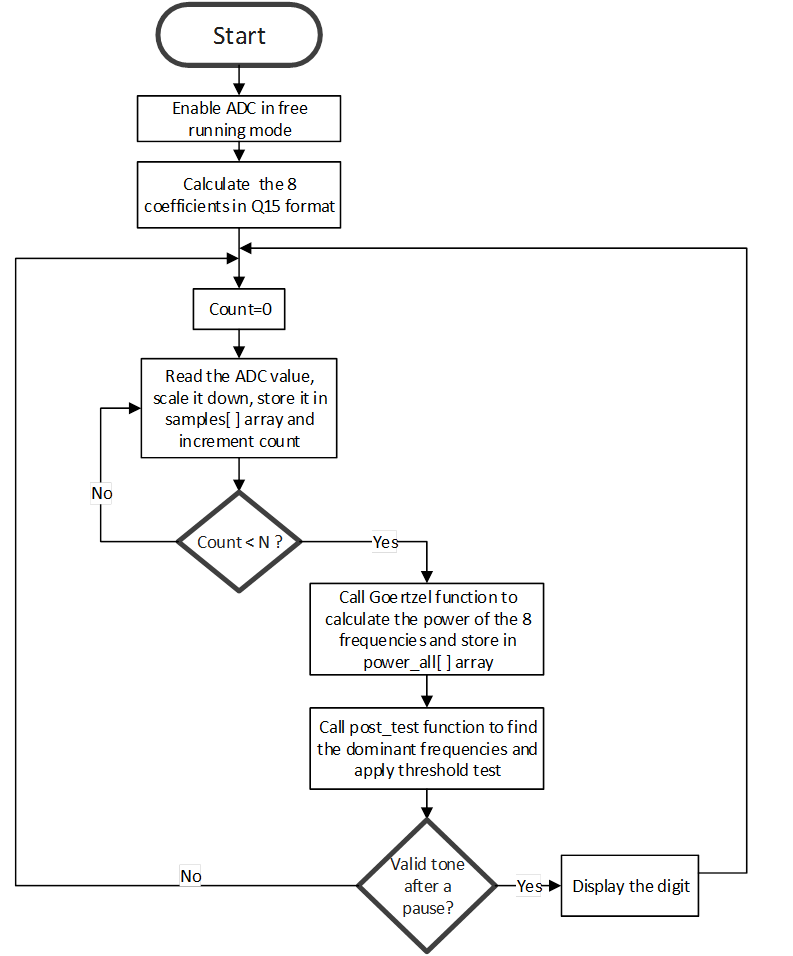 Start
Enable ADC in free
running mode
Calculate the 8
coefficients in Q15 format
Count=0
Read the ADC value,
scale it down, store it in
samples[ ] array and
increment count
No
Count < N ?
Yes
Call Goertzel function to
calculate the power of the 8
frequencies and store in
power_all[ ] array
Call post_test function to find
the dominant frequencies and
apply threshold test
Valid tone
after a
pause?
No
Yes
Display the digit